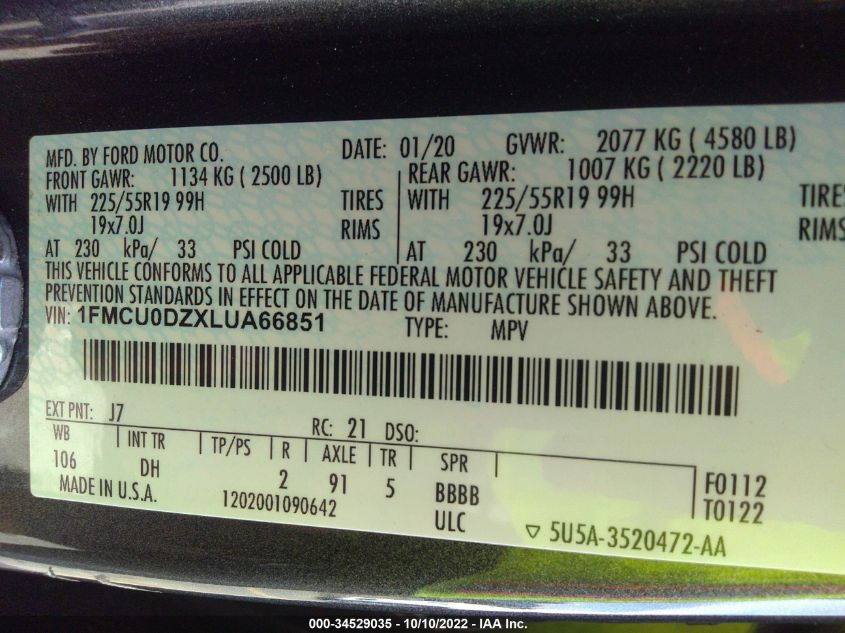 MFD. BY FORD MOTOR CO. DATE: 01/20 GVWR: 2077 KG ( 4580 LB)
FRONT GAWR: 1134 KG ( 2500 LB) REAR GAWR: 1007 KG ( 2220 LB)
WITH 225/55R19 99H TIRES WITH 225/55R19 99H TIRES
19x7.0J RIMS 19x7.0J RIMS
AT 230 kPa/ 33 PSI COLD AT 230 kPa/ 33 PSI COLD
THIS VEHICLE CONFORMS TO ALL APPLICABLE FEDERAL MOTOR VEHICLE SAFETY AND THEFT
PREVENTION STANDARDS IN EFFECT ON THE DATE OF MANUFACTURE SHOWN ABOVE.
VIN: 1FMCU0DZXLUA66851 TYPE: MPV
EXT PNT: J7 RC: 21 DSO:
WB INT TR TP/PS R AXLE TR SPR
106 DH 2 91 5 BBBB F0112
MADE IN U.S.A. 1202001090642 ULC T0122
5U5A-3520472-AA
000-34529035 - 10/10/2022 - IAA Inc.